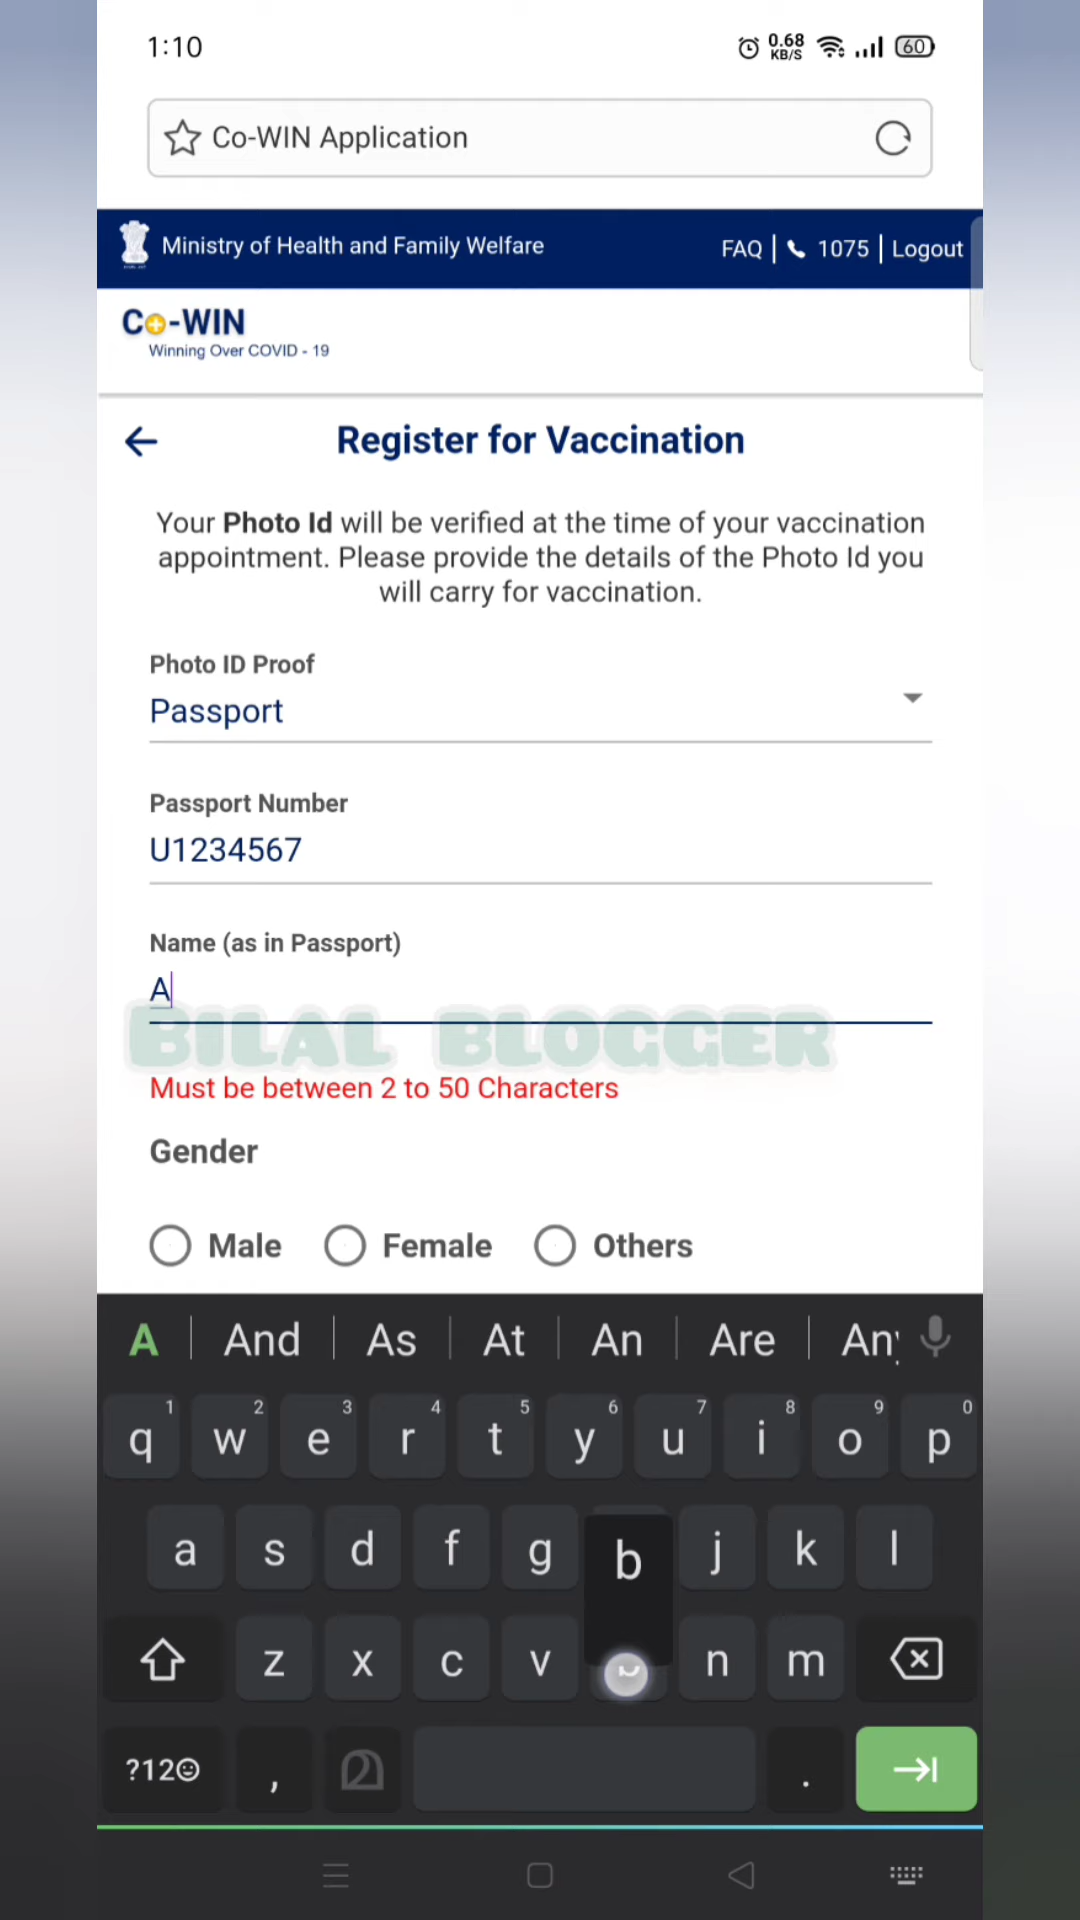 1:10 0.68 KB/S 60
Co-WIN Application
Ministry of Health and Family Welfare FAQ | 1075 | Logout
Co-WIN
Winning Over COVID - 19
Register for Vaccination
Your Photo Id will be verified at the time of your vaccination
appointment. Please provide the details of the Photo Id you
will carry for vaccination.
Photo ID Proof
Passport
Passport Number
U1234567
Name (as in Passport)
A
BILAL BLOGGER
Must be between 2 to 50 Characters
Gender
Male Female Others
A And As At An Are
1 2 3 4 5 6 7 8 9 0
q w e r t y u i o p
a s d f g b j k l
z x c v n m
?12 , മ .